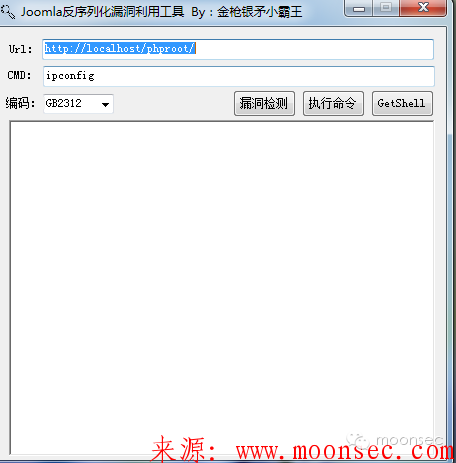 Joomla反序列化漏洞利用工具 By：金枪银矛小霸王
Url: http://localhost/phproot/
CMD: ipconfig
编码: GB2312 漏洞检测 执行命令 GetShell
moonsec
来源: www.moonsec.com